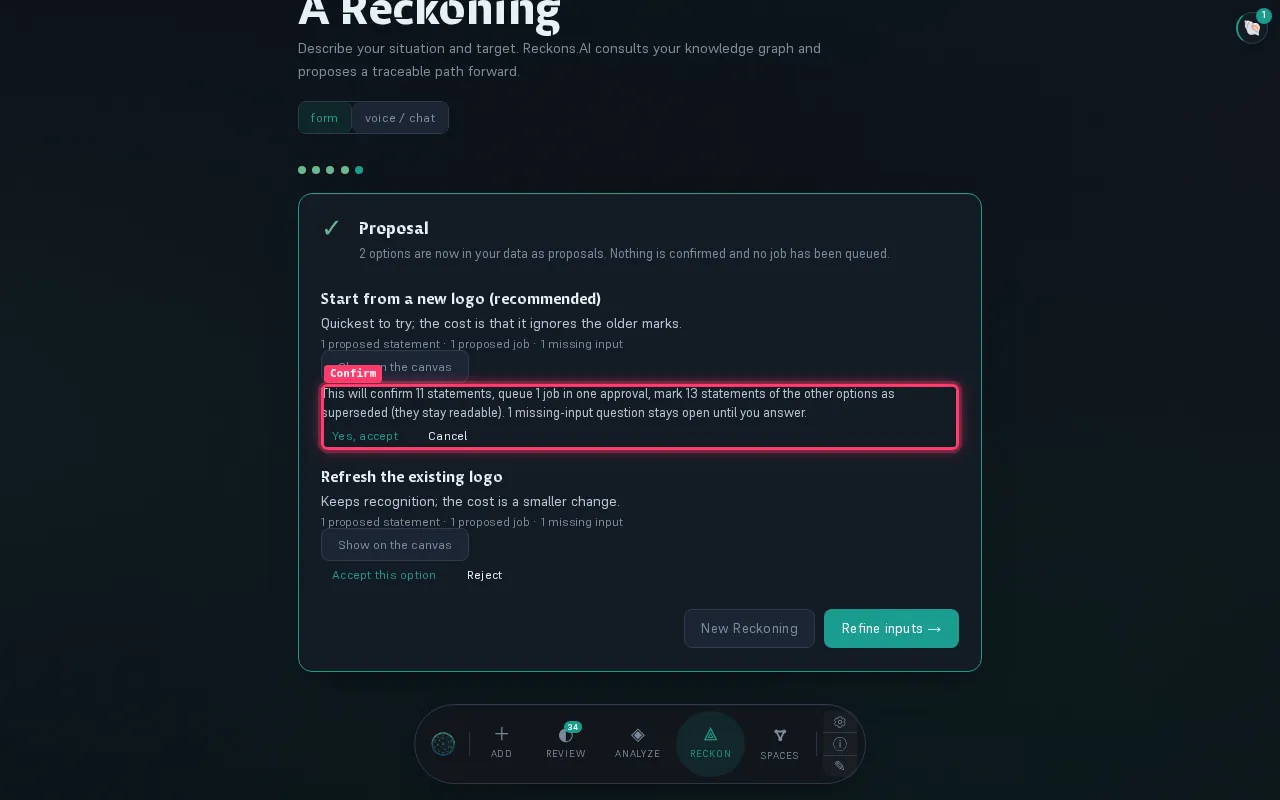 A Reckoning
1
Describe your situation and target. Reckons.AI consults your knowledge graph and
proposes a traceable path forward.
form
voice / chat
✓
Proposal
2 options are now in your data as proposals. Nothing is confirmed and no job has been queued.
Start from a new logo (recommended)
Quickest to try; the cost is that it ignores the older marks.
1 proposed statement · 1 proposed job · 1 missing input
n the canvas
Confirm
This will confirm 11 statements, queue 1 job in one approval, mark 13 statements of the other options as
superseded (they stay readable). 1 missing-input question stays open until you answer.
Yes, accept
Cancel
Refresh the existing logo
Keeps recognition; the cost is a smaller change.
1 proposed statement · 1 proposed job · 1 missing input
Show on the canvas
Accept this option
Reject
New Reckoning
Refine inputs →
34
ADD
REVIEW
ANALYZE
RECKON
SPACES